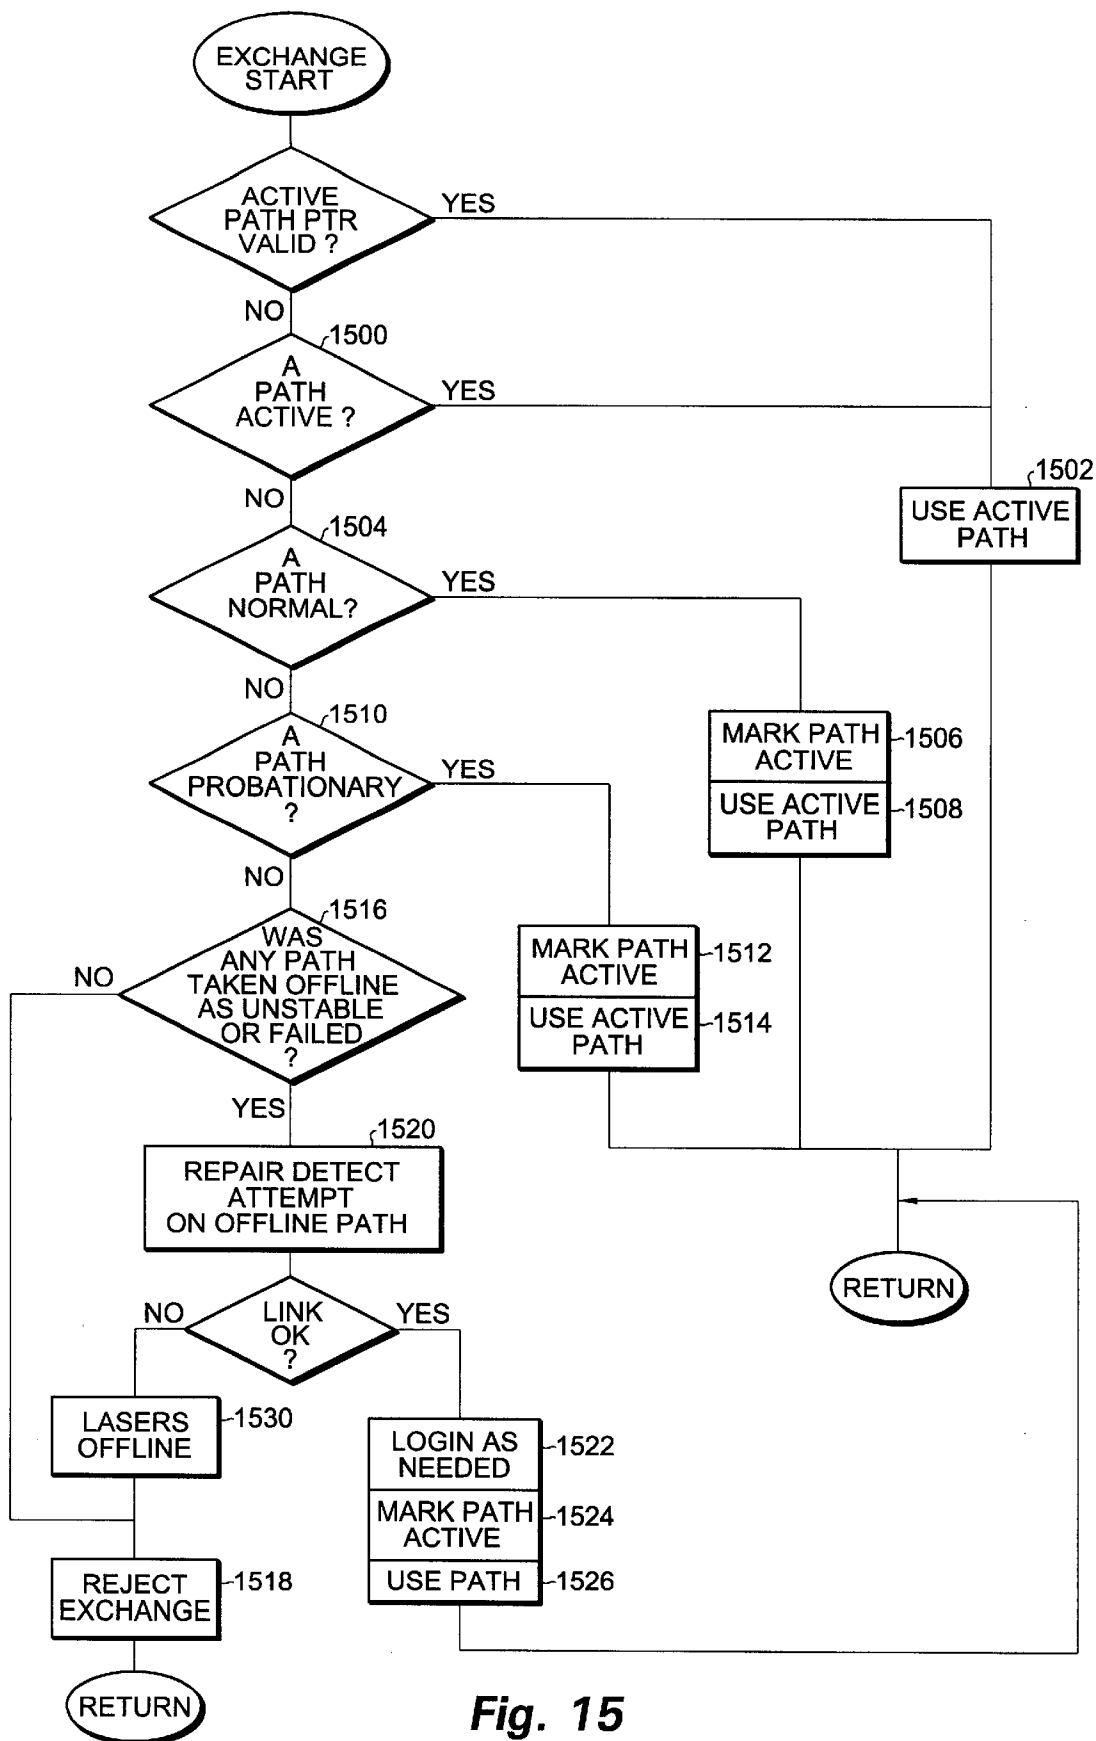 EXCHANGE
START
ACTIVE
PATH PTR
VALID ?
YES
NO
1500
A
PATH
ACTIVE ?
YES
NO
1502
USE ACTIVE
PATH
1504
A
PATH
NORMAL?
YES
NO
1510
A
PATH
PROBATIONARY
?
YES
MARK PATH
ACTIVE
1506
USE ACTIVE
PATH
1508
NO
1516
WAS
ANY PATH
TAKEN OFFLINE
AS UNSTABLE
OR FAILED
?
NO
MARK PATH
ACTIVE
1512
USE ACTIVE
PATH
1514
YES
1520
REPAIR DETECT
ATTEMPT
ON OFFLINE PATH
RETURN
NO
LINK
OK
?
YES
LASERS
OFFLINE
1530
LOGIN AS
NEEDED
1522
MARK PATH
ACTIVE
1524
USE PATH
1526
REJECT
EXCHANGE
1518
RETURN
Fig. 15